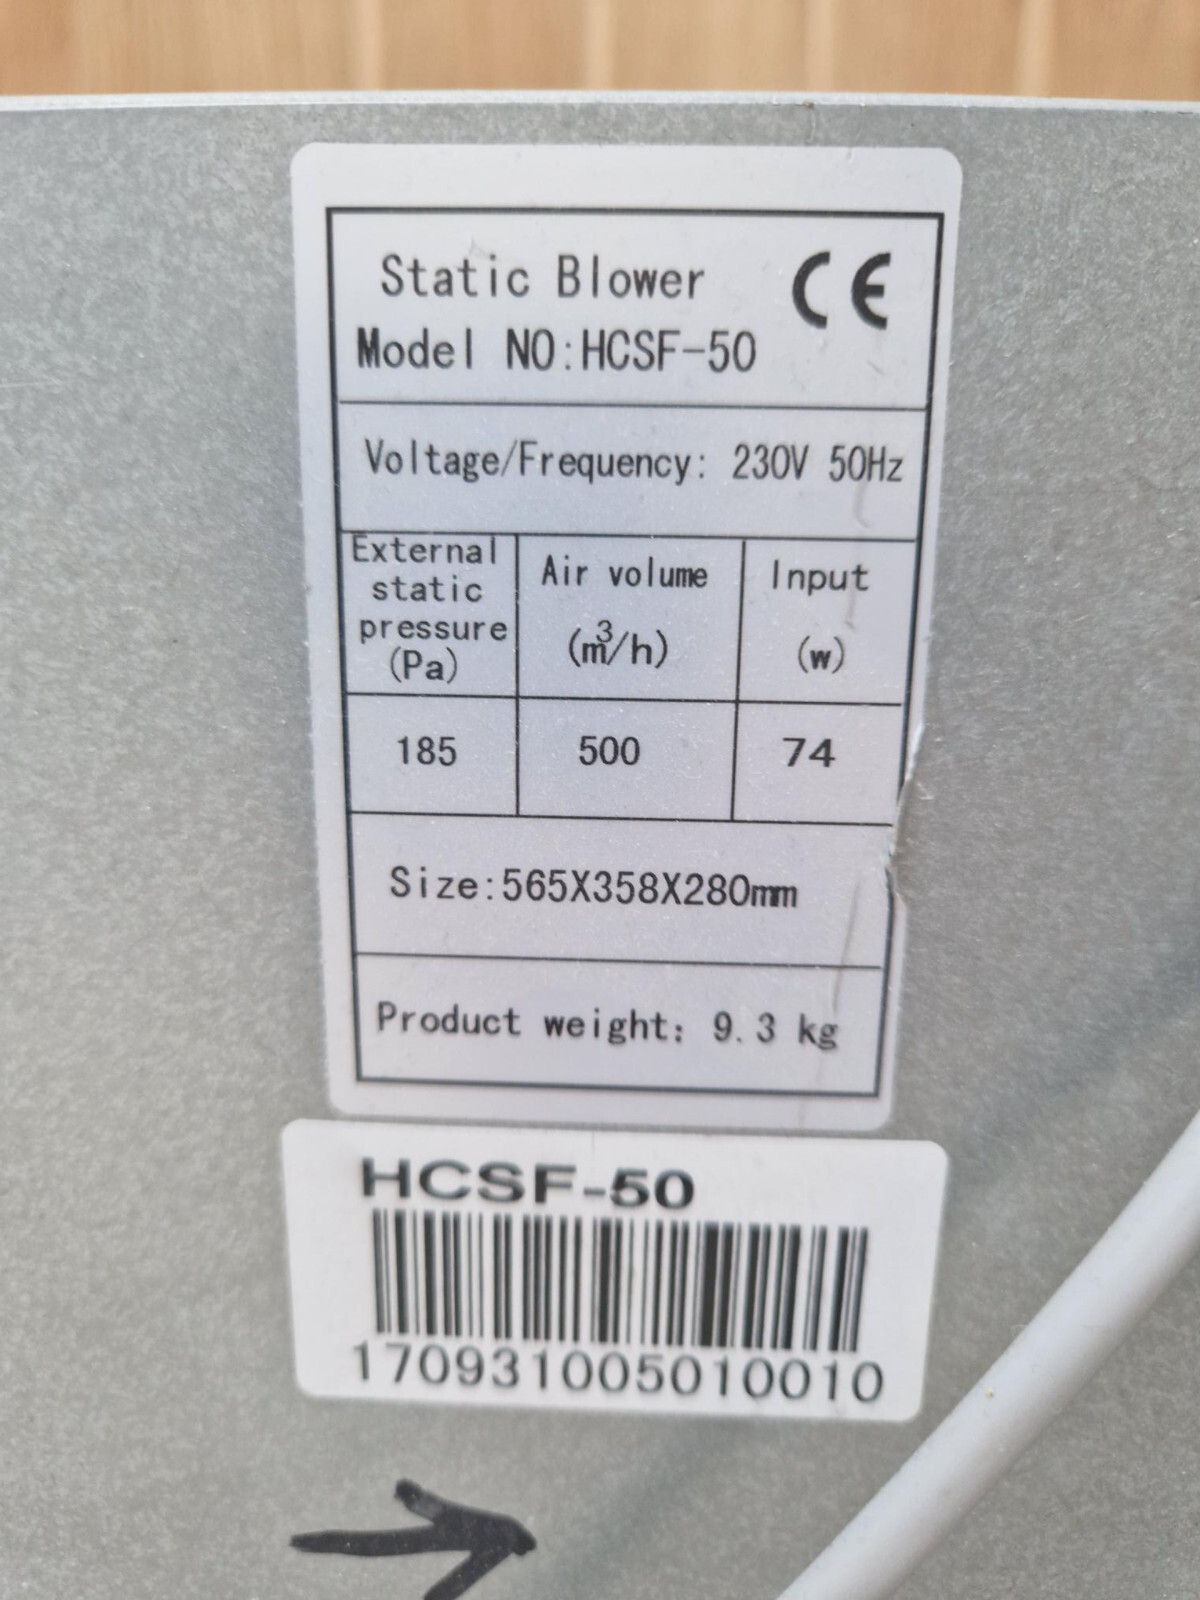 Static Blower CE
Model NO:HCSF-50
Voltage/Frequency: 230V 50Hz
External static pressure (Pa)
Air volume (m³/h)
Input (w)
185 500 74
Size:565X358X280mm
Product weight: 9.3 kg
HCSF-50
170931005010010